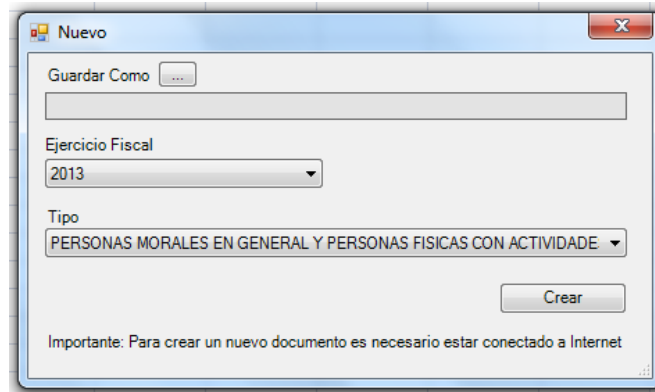 Nuevo
Guardar Como ...
Ejercicio Fiscal
2013
Tipo
PERSONAS MORALES EN GENERAL Y PERSONAS FISICAS CON ACTIVIDADE
Crear
Importante: Para crear un nuevo documento es necesario estar conectado a Internet